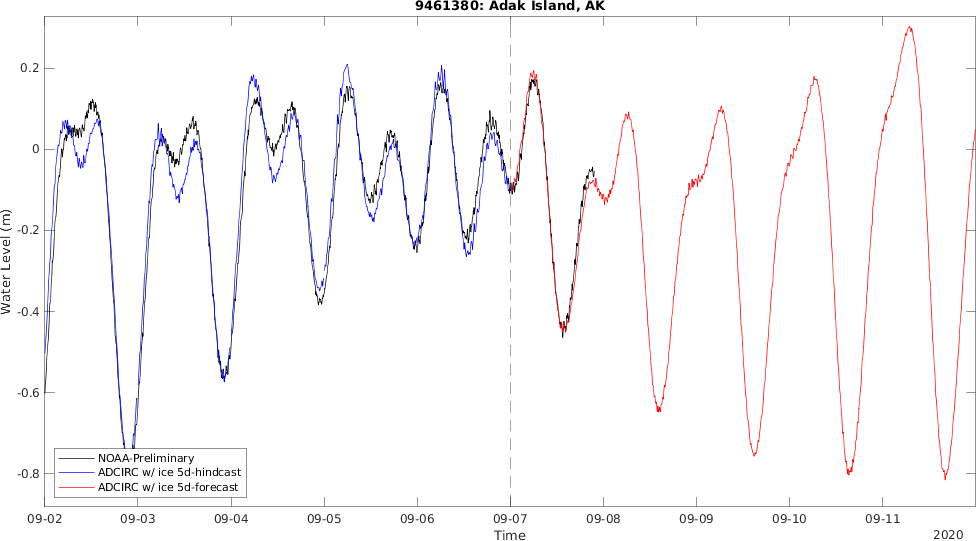 9461380: Adak Island, AK
Water Level (m)
0.2
0
-0.2
-0.4
-0.6
-0.8
NOAA-Preliminary
ADCIRC w/ ice 5d-hindcast
ADCIRC w/ ice 5d-forecast
09-02 09-03 09-04 09-05 09-06 09-07 09-08 09-09 09-10 09-11
Time
2020